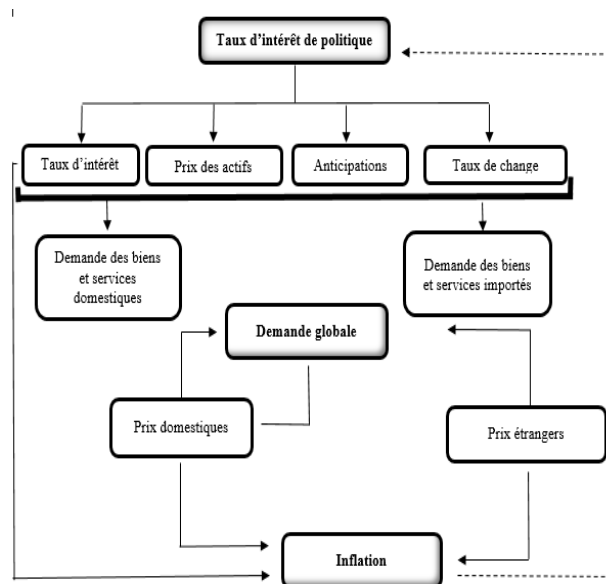 Taux d'intérêt de politique
Taux d'intérêt
Prix des actifs
Anticipations
Taux de change
Demande des biens
et services
domestiques
Demande des biens
et services importés
Demande globale
Prix domestiques
Prix étrangers
Inflation